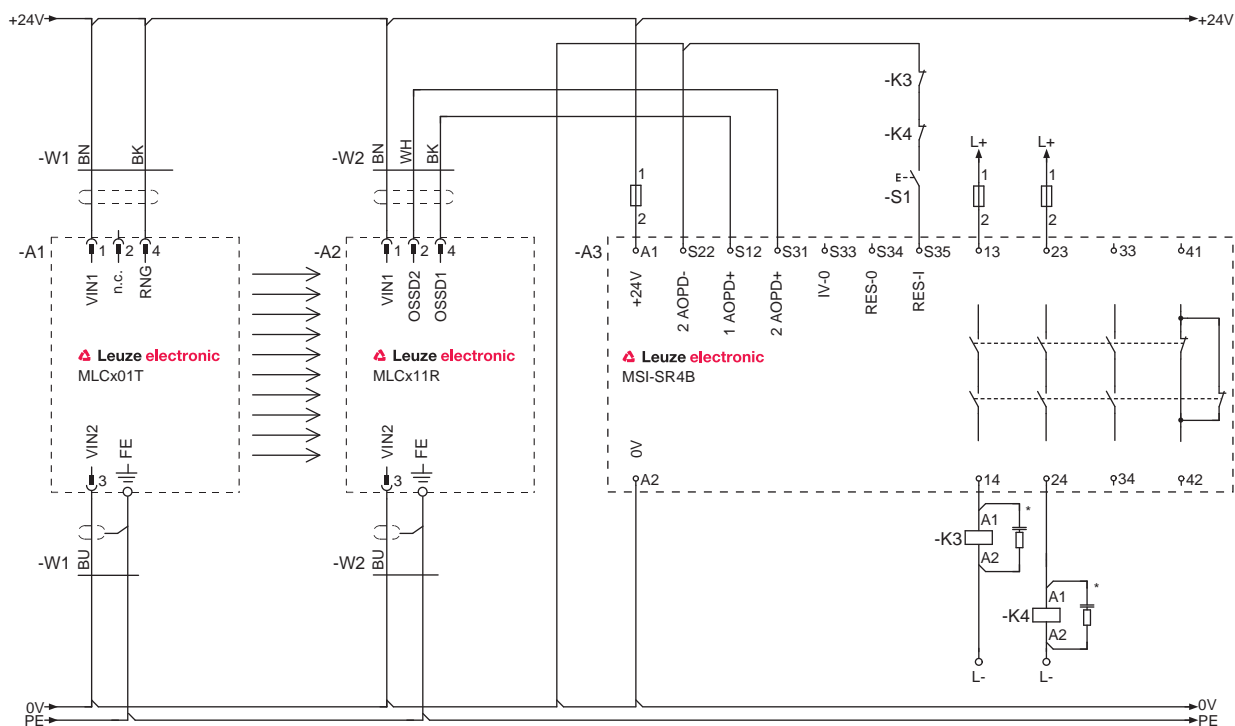 +24V +24V
-K3
-K4
-W1 BN BK -W2 BN WH BK L+ L+
E
-S1
1 1 1
2 2 2
-A1 1 2 4 -A2 1 2 4 -A3 A1 S22 S12 S31 S33 S34 S35 13 23 33 41
VIN1 n.c. RNG VIN1 OSSD2 OSSD1 +24V 2 AOPD- 1 AOPD+ 2 AOPD+ IV-0 RES-0 RES-I
Leuze electronic Leuze electronic Leuze electronic
MLCx01T MLCx11R MSI-SR4B
VIN2 FE VIN2 FE 0V
3 3 A2 14 24 34 42
-W1 BU -W2 BU
-K3 A1 *
A2
-K4 A1 *
A2
L- L-
0V 0V
PE PE